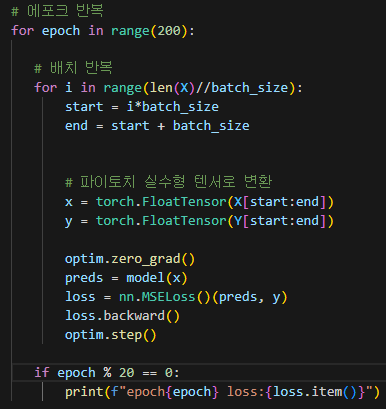 # 에포크 반복
for epoch in range(200):
# 배치 반복
for i in range(len(X)//batch_size):
start = i*batch_size
end = start + batch_size
# 파이토치 실수형 텐서로 변환
x = torch.FloatTensor(X[start:end])
y = torch.FloatTensor(Y[start:end])
optim.zero_grad()
preds = model(x)
loss = nn.MSELoss()(preds, y)
loss.backward()
optim.step()
if epoch % 20 == 0:
print(f"epoch{epoch} loss:{loss.item()}")